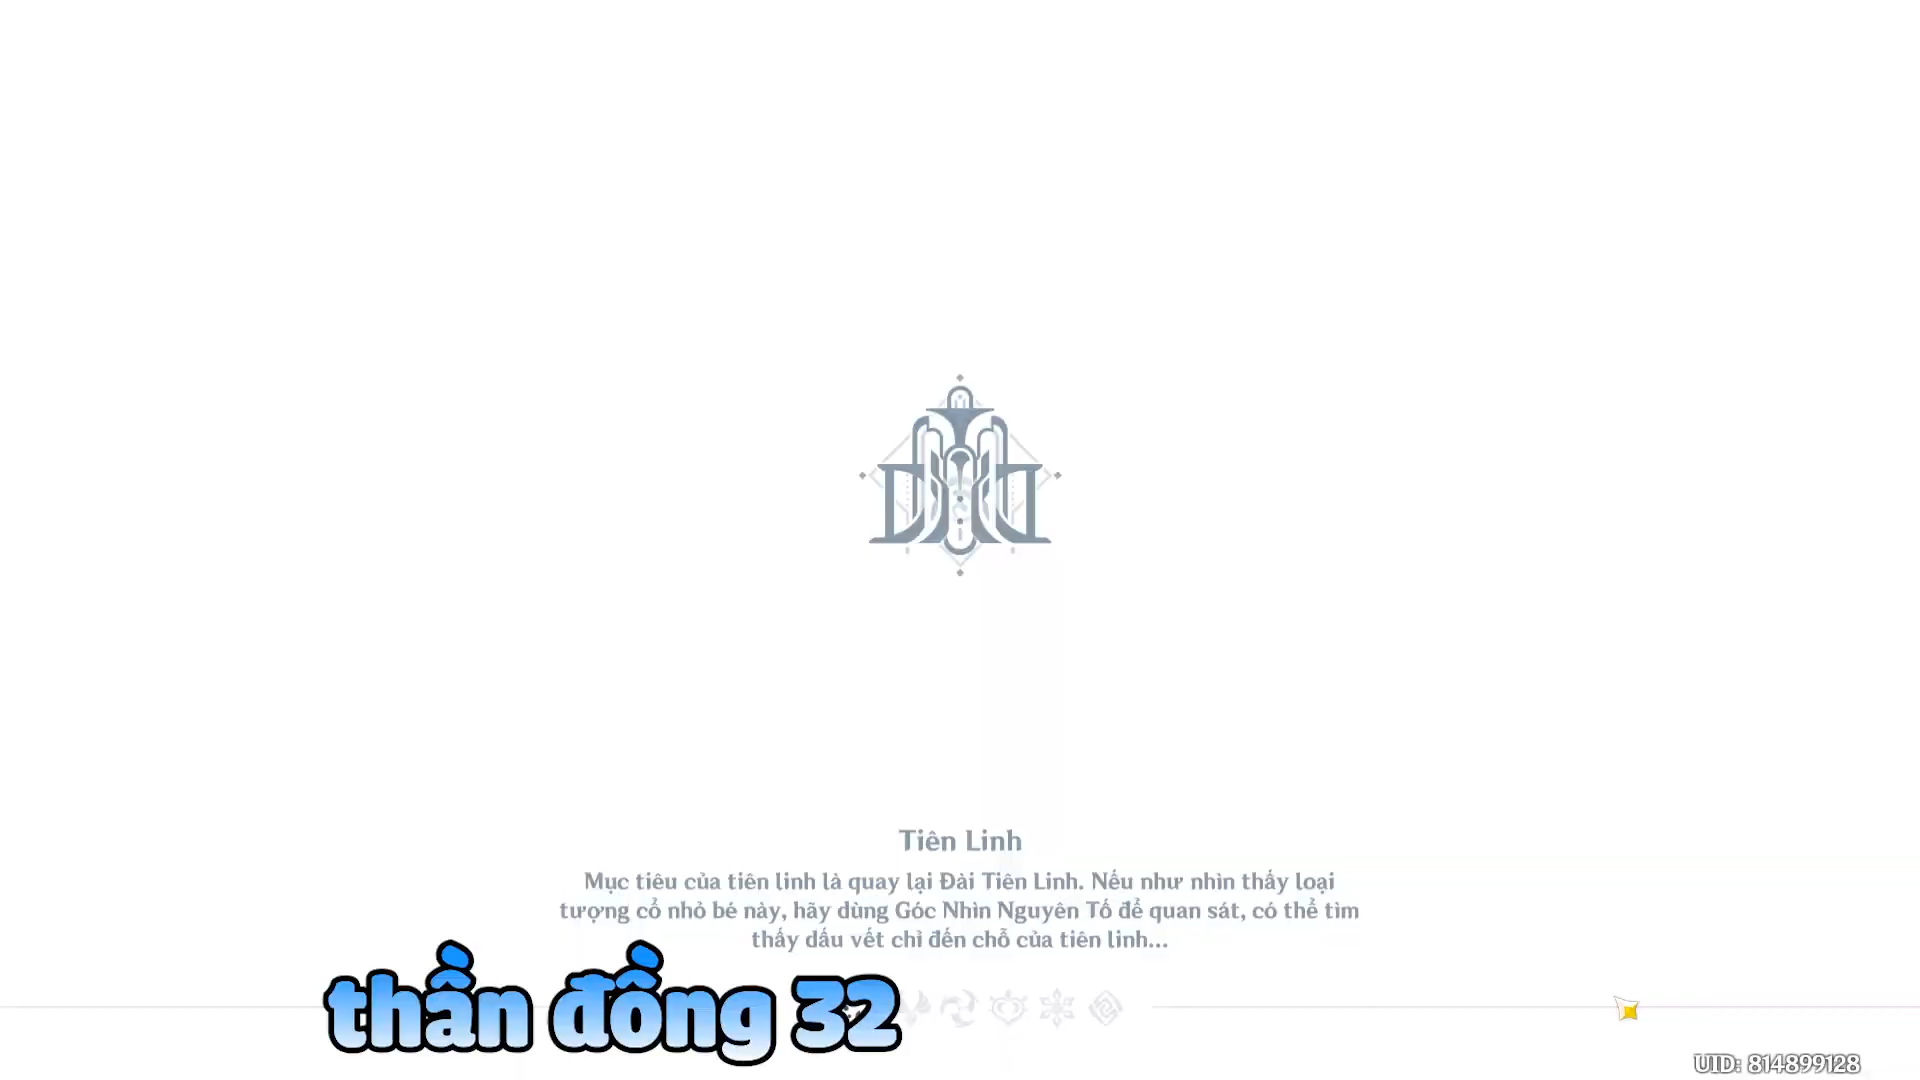 Tiên Linh
Mục tiêu của tiên linh là quay lại Đài Tiên Linh. Nếu như nhìn thấy loại
tượng cổ nhỏ bé này, hãy dùng Góc Nhìn Nguyên Tố để quan sát, có thể tìm
thấy dấu vết chỉ đến chỗ của tiên linh...
thần đồng 32
UID: 814899128